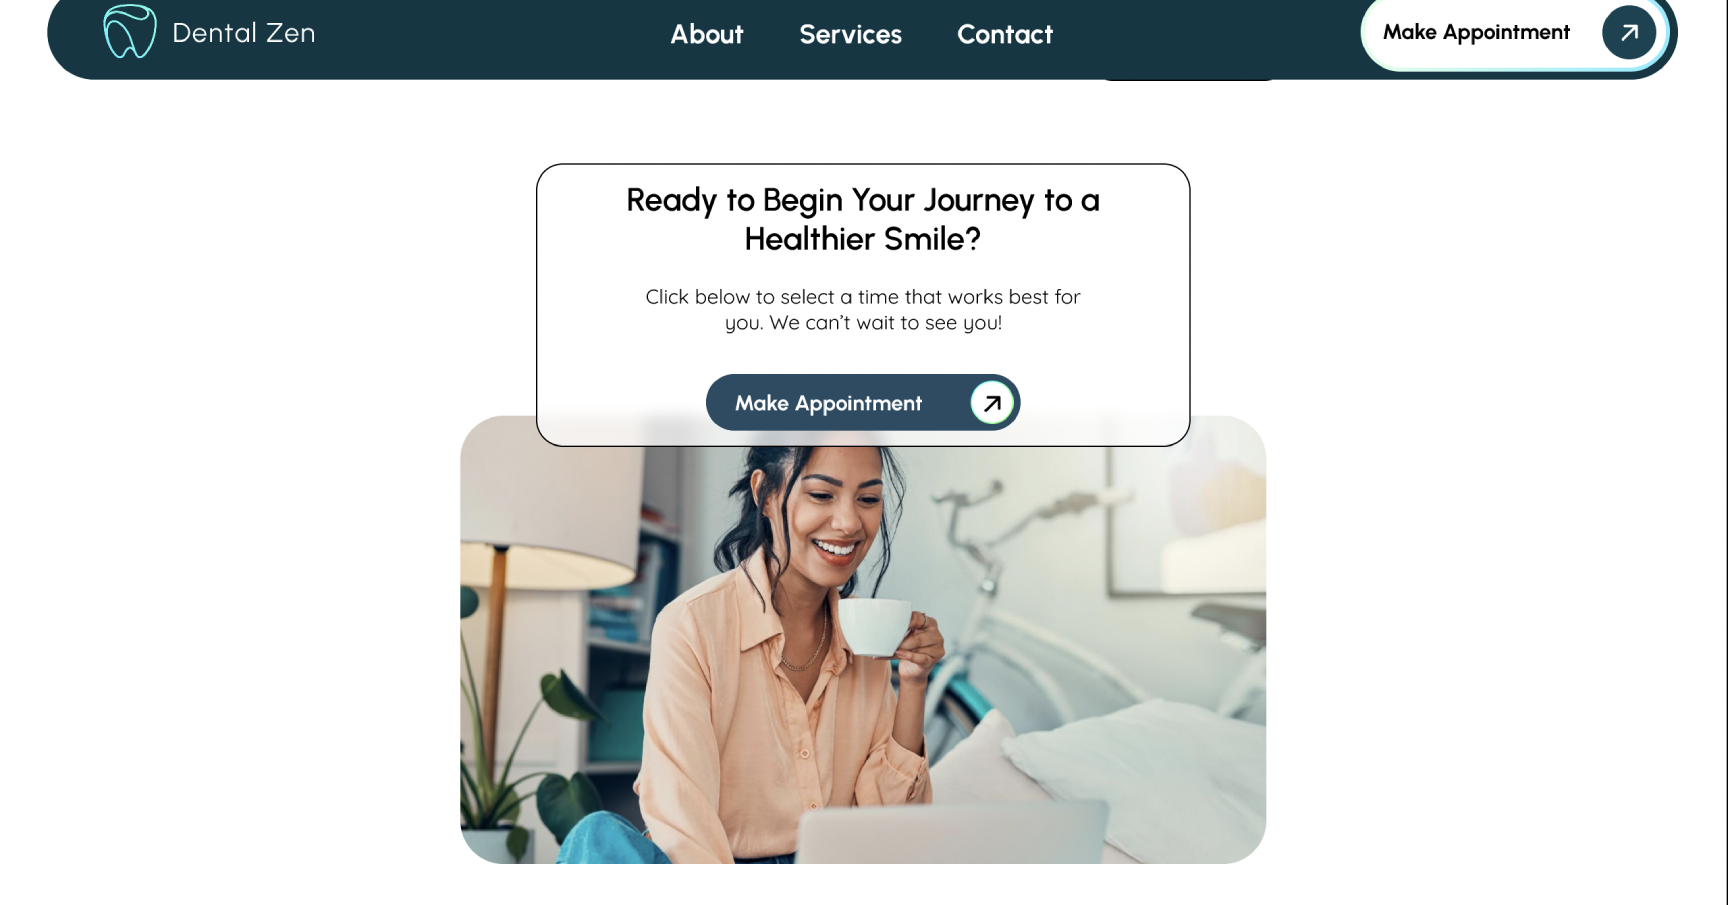 Dental Zen
About
Services
Contact
Make Appointment
Ready to Begin Your Journey to a
Healthier Smile?
Click below to select a time that works best for
you. We can’t wait to see you!
Make Appointment